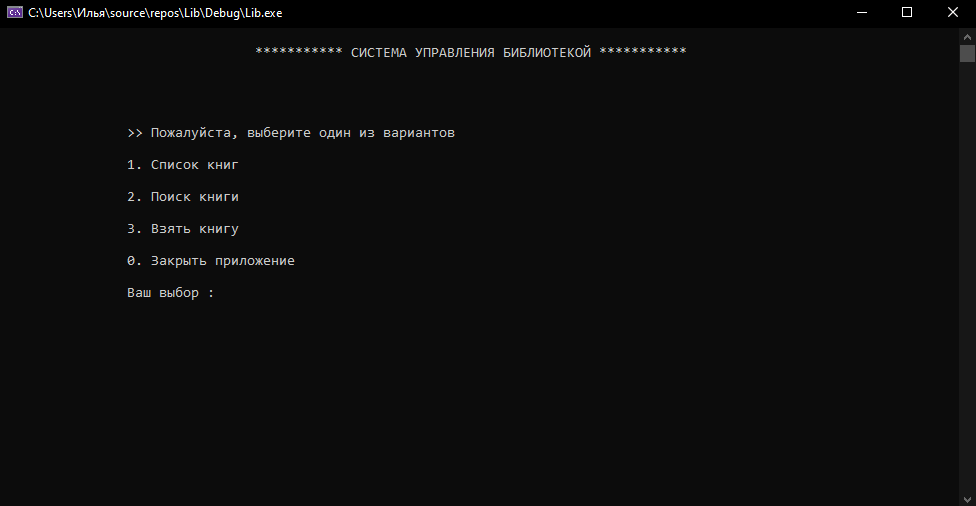 C:\Users\Илья\source\repos\Lib\Debug\Lib.exe
*********** СИСТЕМА УПРАВЛЕНИЯ БИБЛИОТЕКОЙ ***********
>> Пожалуйста, выберите один из вариантов
1. Список книг
2. Поиск книги
3. Взять книгу
0. Закрыть приложение
Ваш выбор :